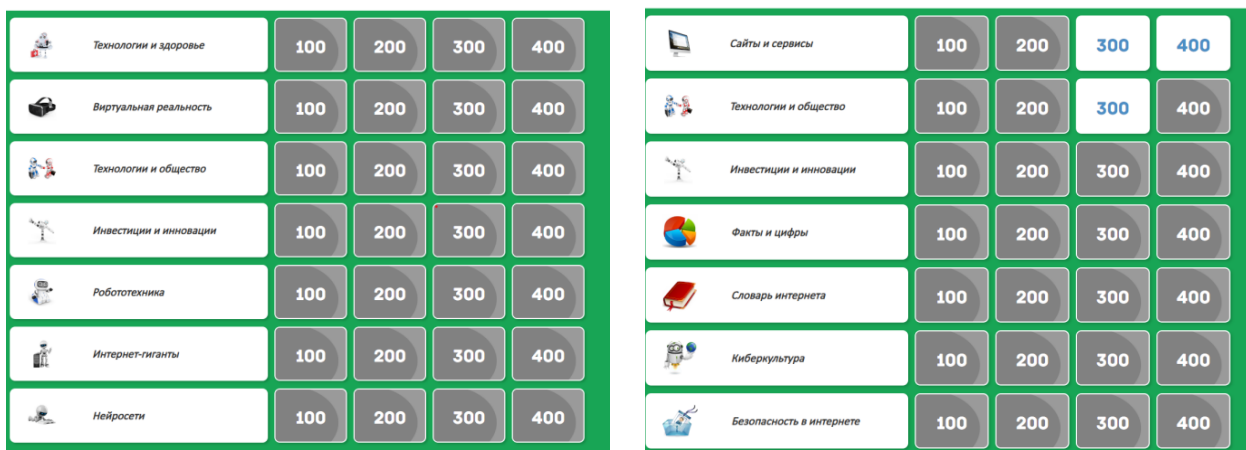 Технологии и здоровье 100 200 300 400
Виртуальная реальность 100 200 300 400
Технологии и общество 100 200 300 400
Инвестиции и инновации 100 200 300 400
Робототехника 100 200 300 400
Интернет-гиганты 100 200 300 400
Нейросети 100 200 300 400
Сайты и сервисы 100 200 300 400
Технологии и общество 100 200 300 400
Инвестиции и инновации 100 200 300 400
Факты и цифры 100 200 300 400
Словарь интернета 100 200 300 400
Киберкультура 100 200 300 400
Безопасность в интернете 100 200 300 400